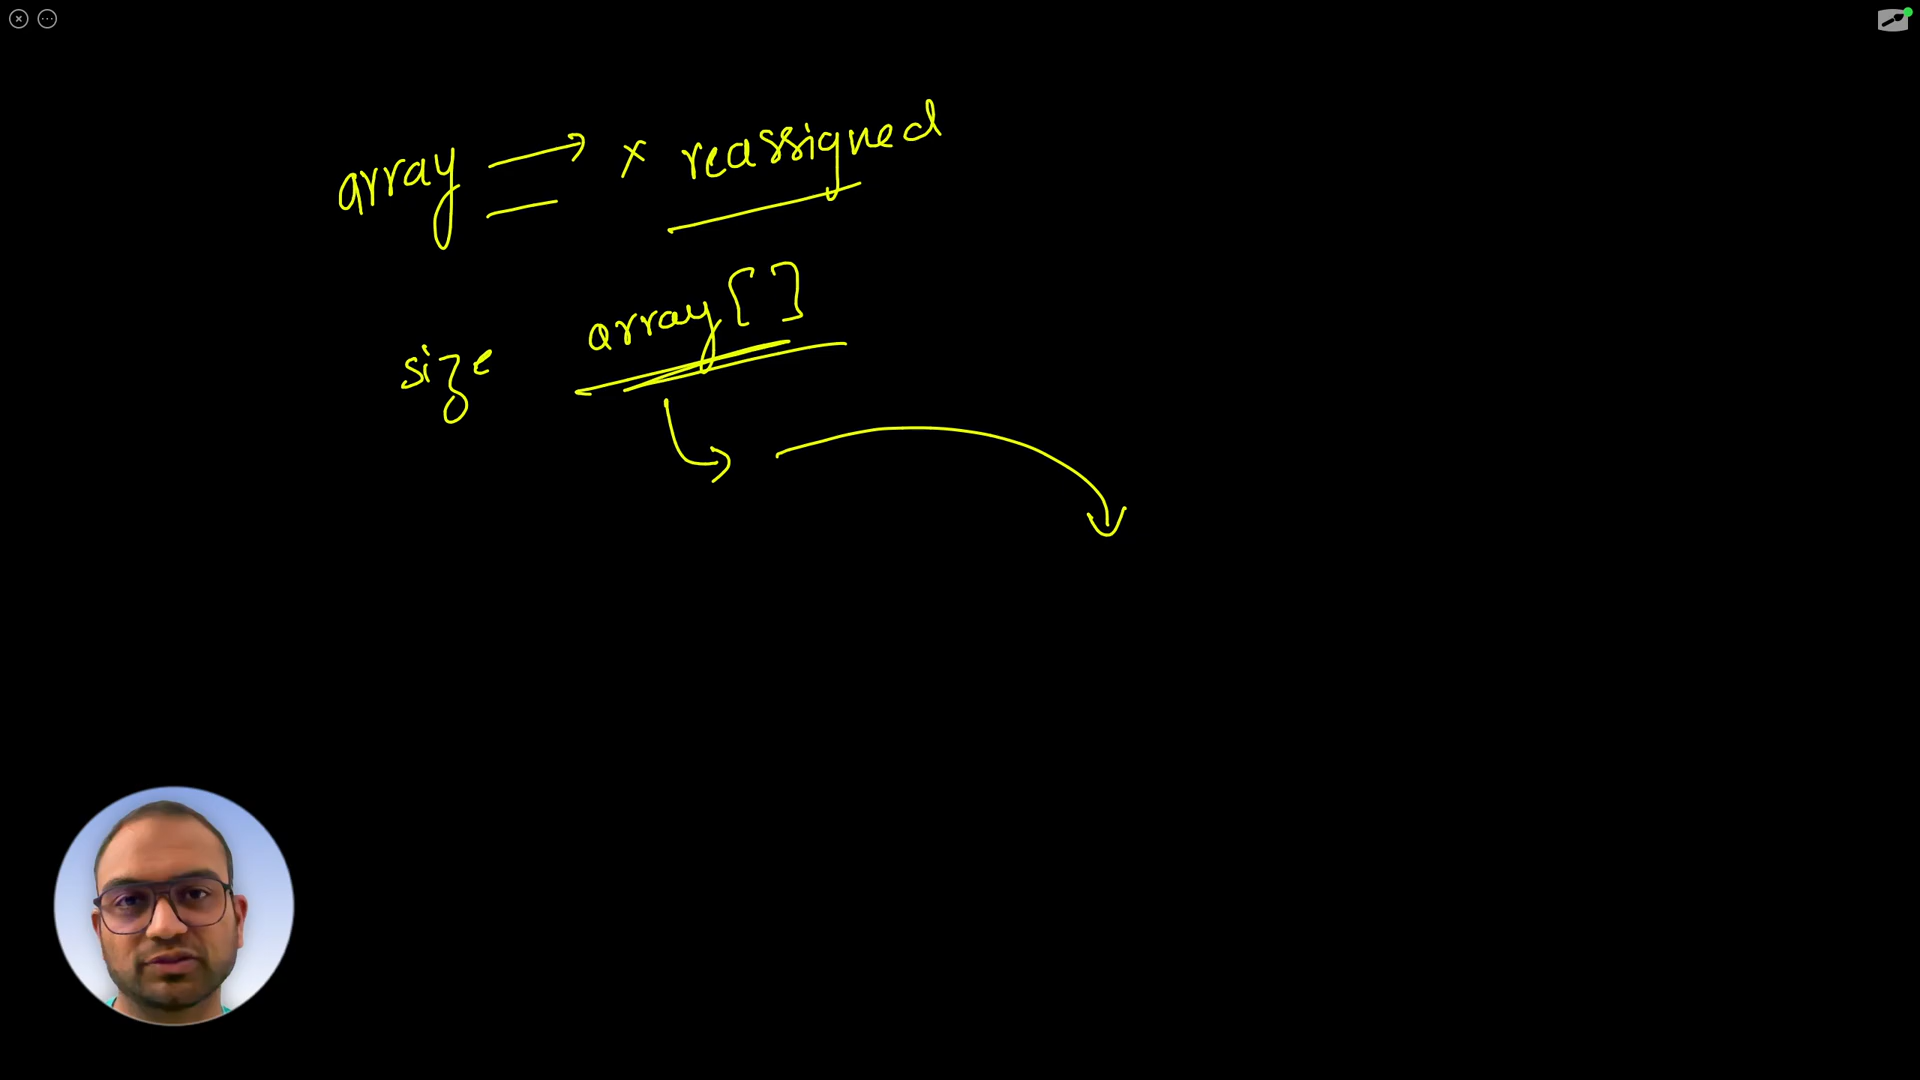 array → × reassigned
size array[]